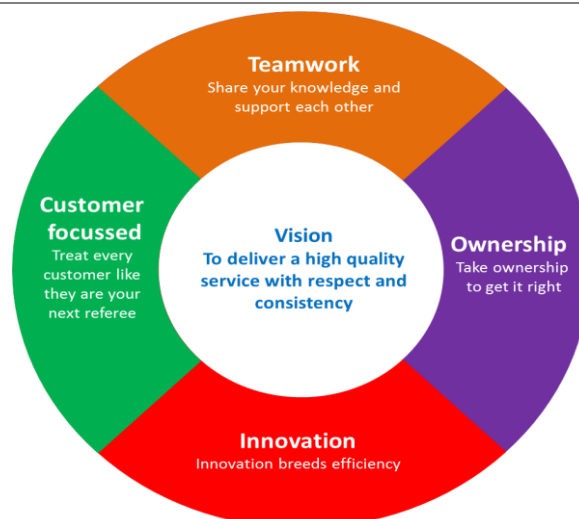 Teamwork
Share your knowledge and
support each other
Customer
focussed
Treat every
customer like
they are your
next referee
Vision
To deliver a high quality
service with respect and
consistency
Ownership
Take ownership
to get it right
Innovation
Innovation breeds efficiency